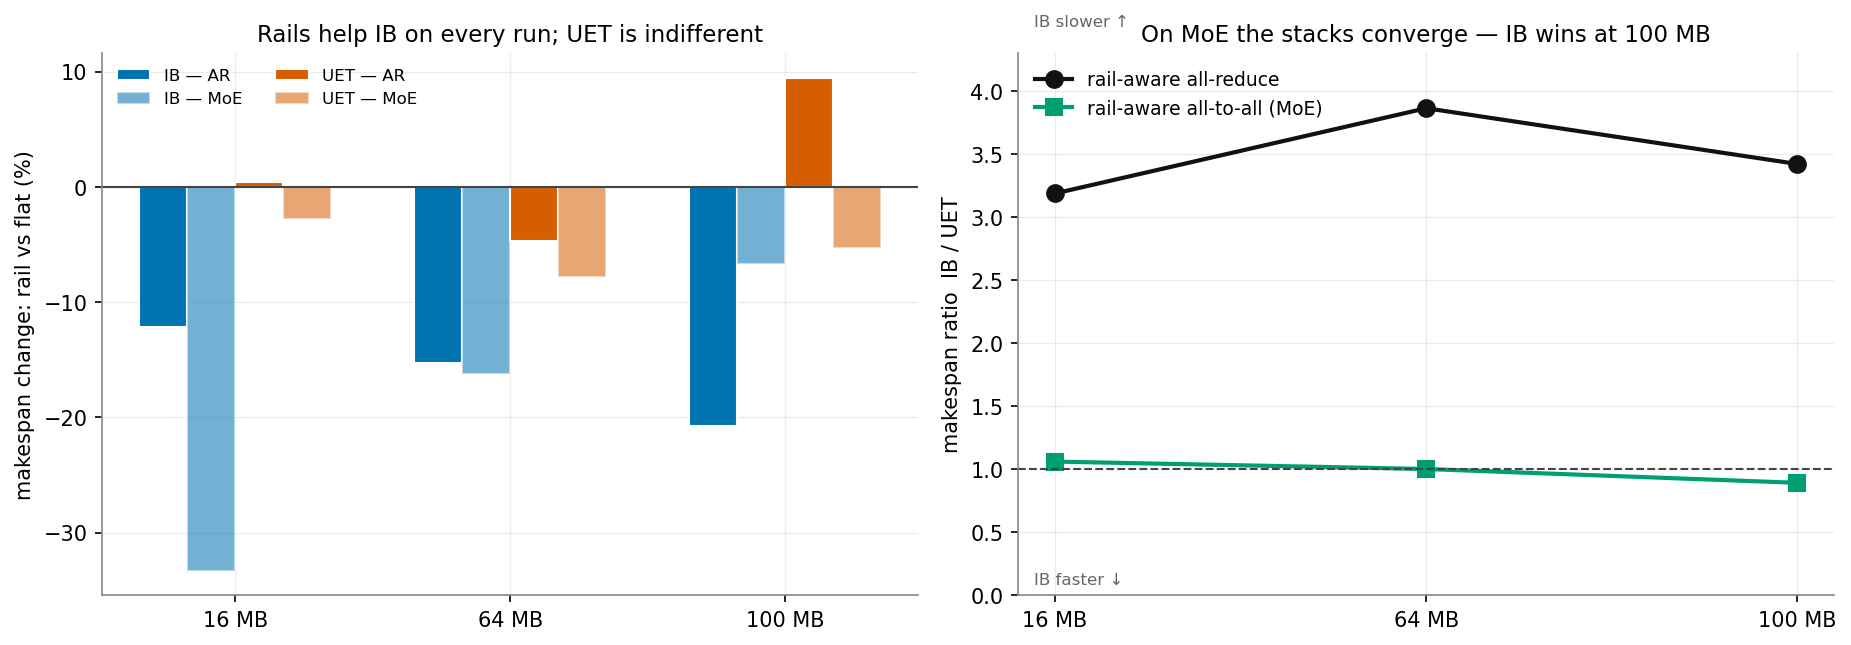 Rails help IB on every run; UET is indifferent
IB — AR
IB — MoE
UET — AR
UET — MoE
makespan change: rail vs flat (%)
10
0
−10
−20
−30
16 MB
64 MB
100 MB
IB slower ↑
On MoE the stacks converge — IB wins at 100 MB
rail-aware all-reduce
rail-aware all-to-all (MoE)
makespan ratio  IB / UET
4.0
3.5
3.0
2.5
2.0
1.5
1.0
0.5
0.0
IB faster ↓
16 MB
64 MB
100 MB